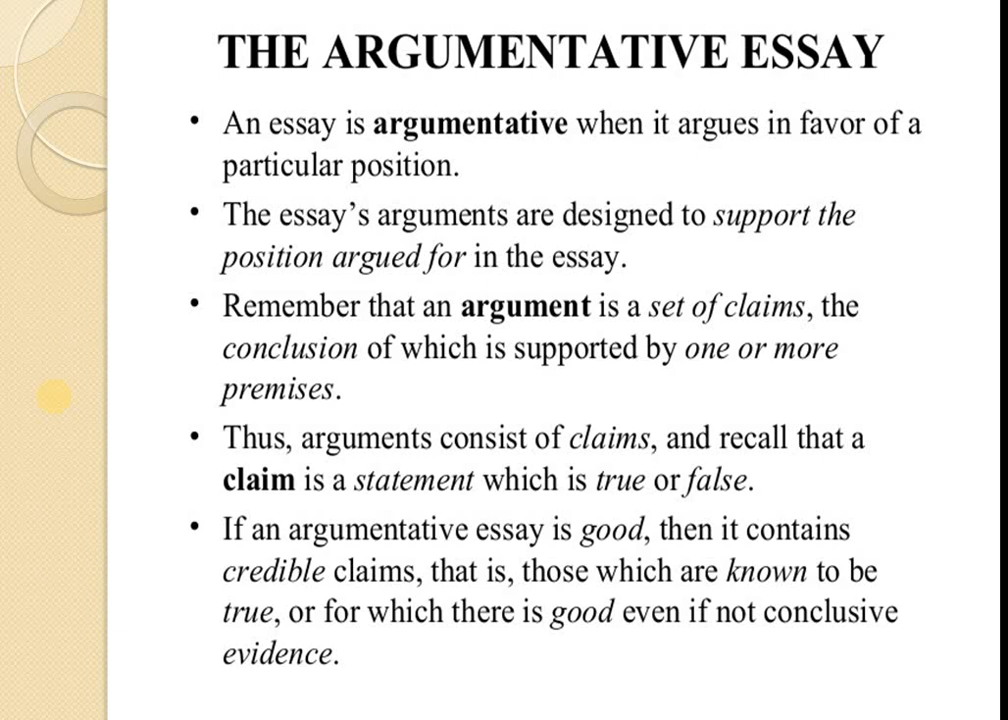 THE ARGUMENTATIVE ESSAY
• An essay is argumentative when it argues in favor of a
particular position.
• The essay’s arguments are designed to support the
position argued for in the essay.
• Remember that an argument is a set of claims, the
conclusion of which is supported by one or more
premises.
• Thus, arguments consist of claims, and recall that a
claim is a statement which is true or false.
• If an argumentative essay is good, then it contains
credible claims, that is, those which are known to be
true, or for which there is good even if not conclusive
evidence.